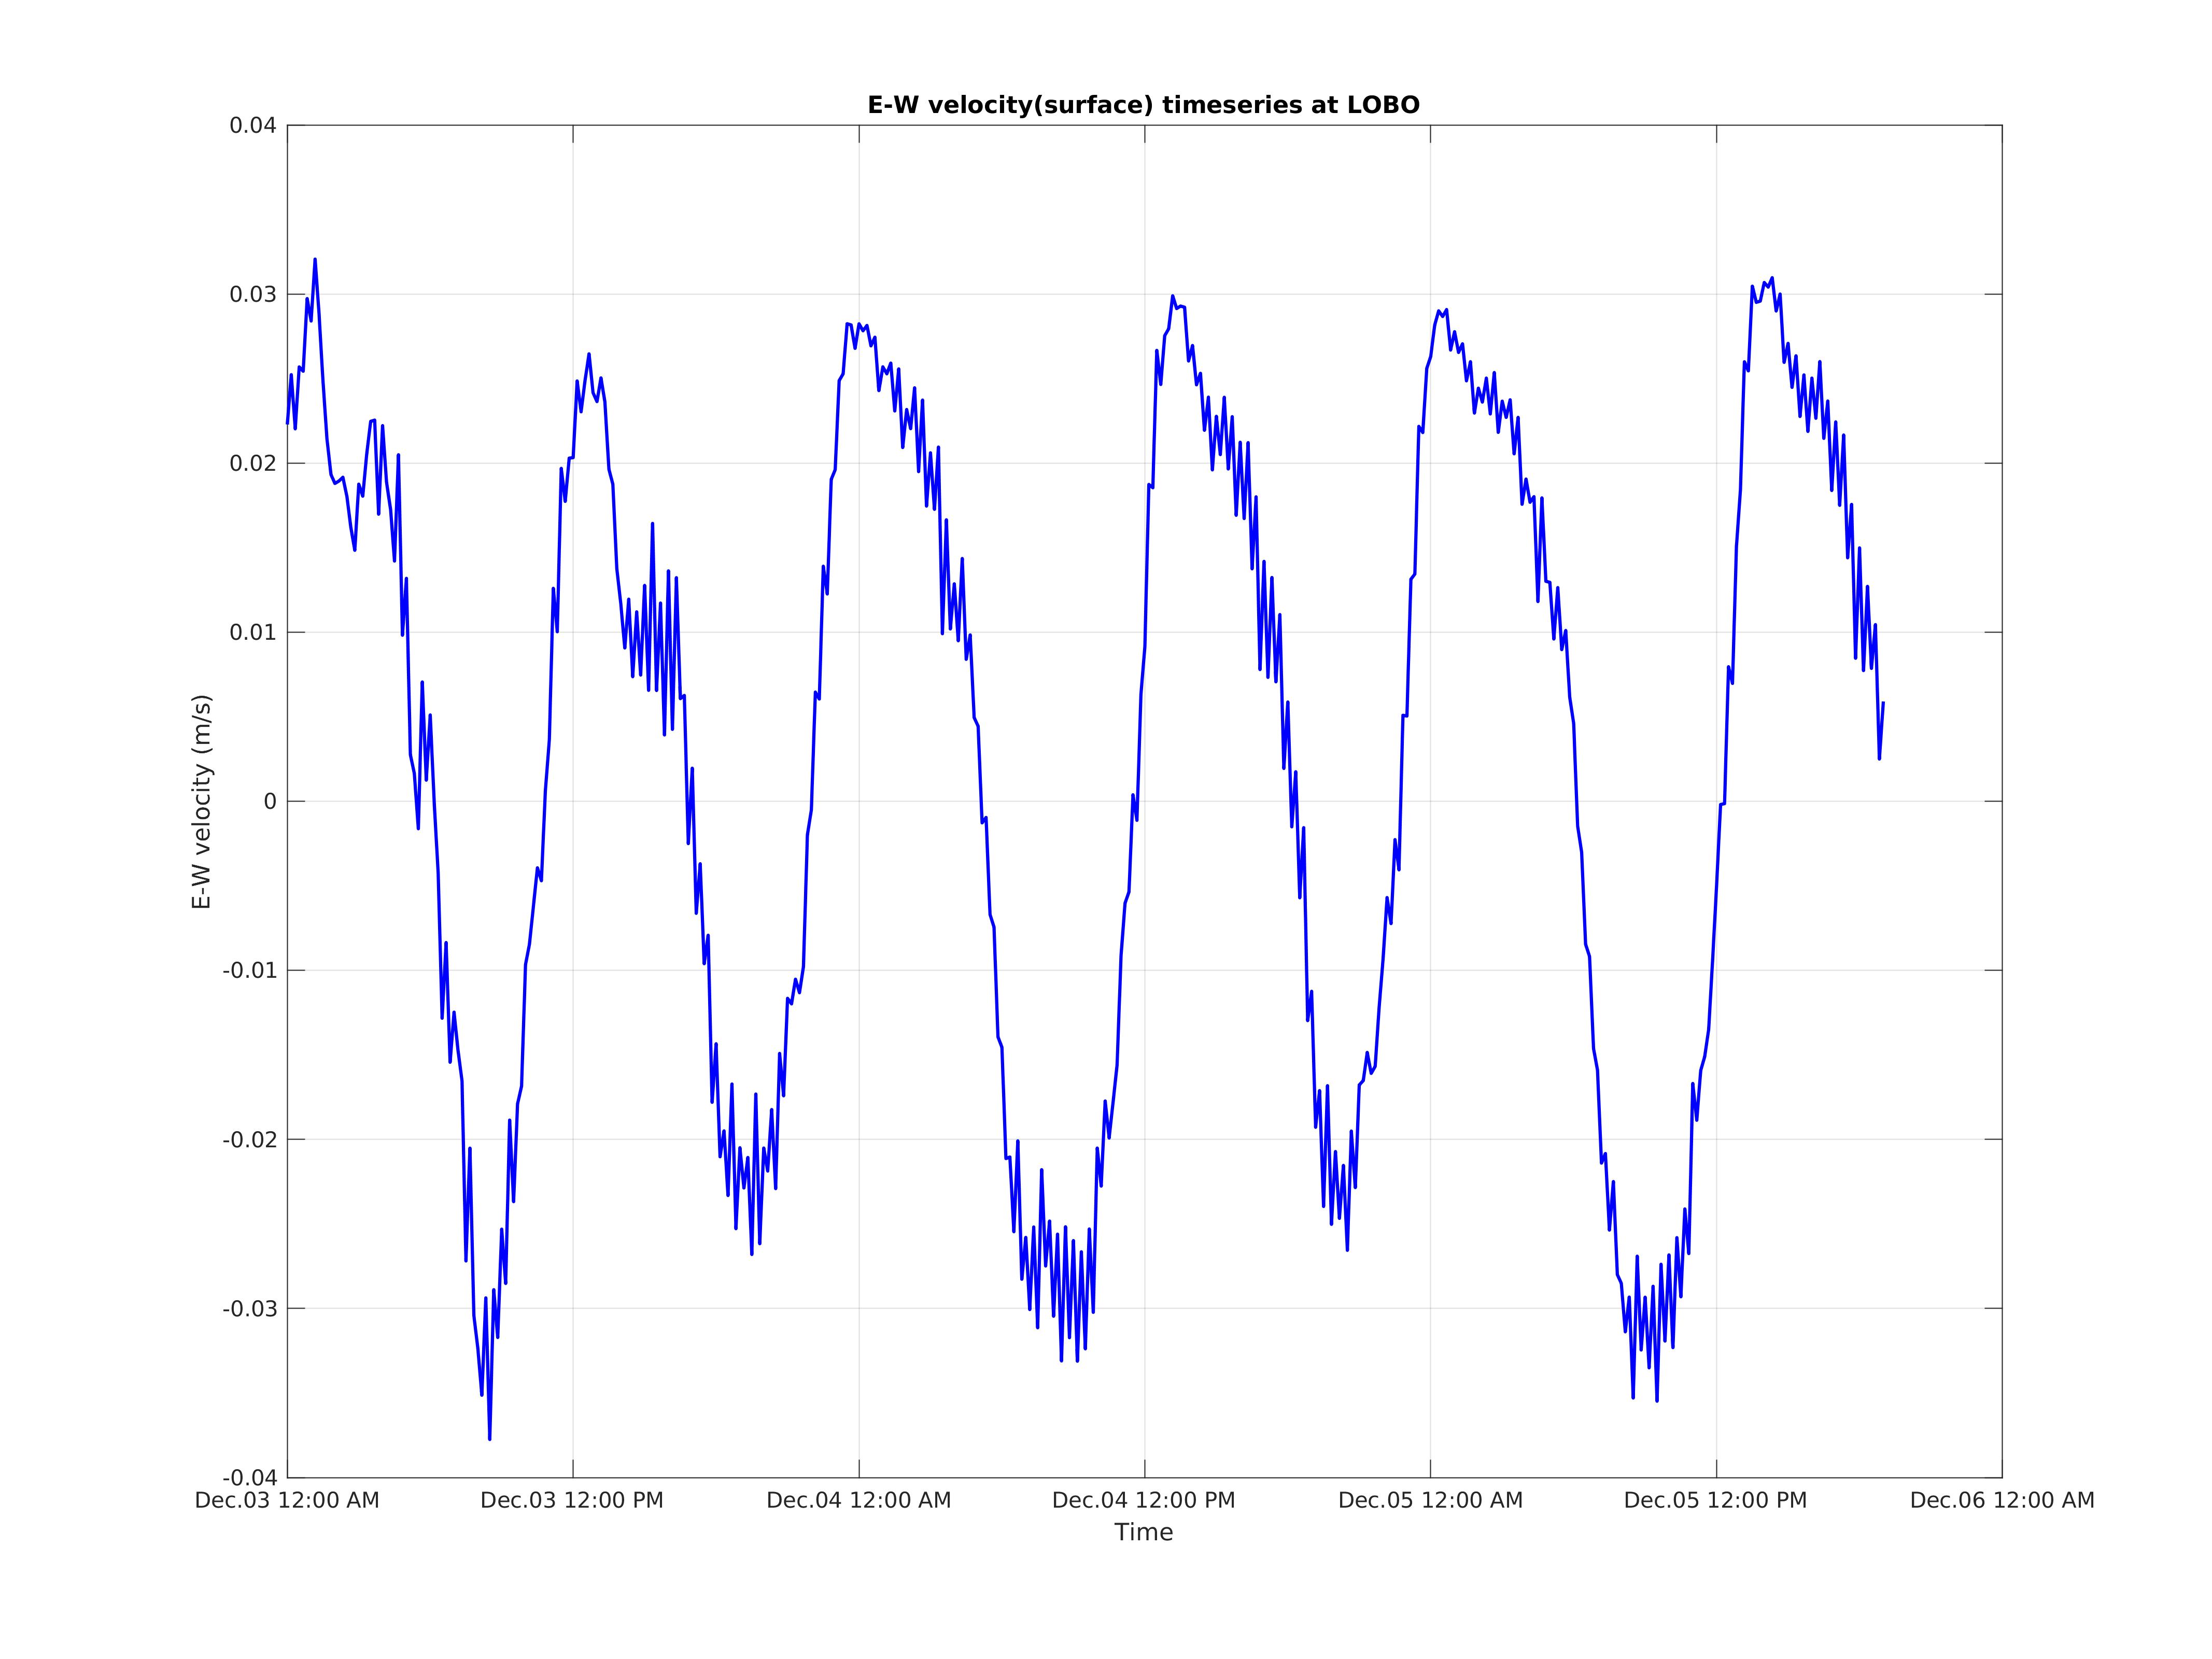 E-W velocity(surface) timeseries at LOBO
0.04
0.03
0.02
0.01
0
-0.01
-0.02
-0.03
-0.04
E-W velocity (m/s)
Dec.03 12:00 AM Dec.03 12:00 PM Dec.04 12:00 AM Dec.04 12:00 PM Dec.05 12:00 AM Dec.05 12:00 PM Dec.06 12:00 AM
Time